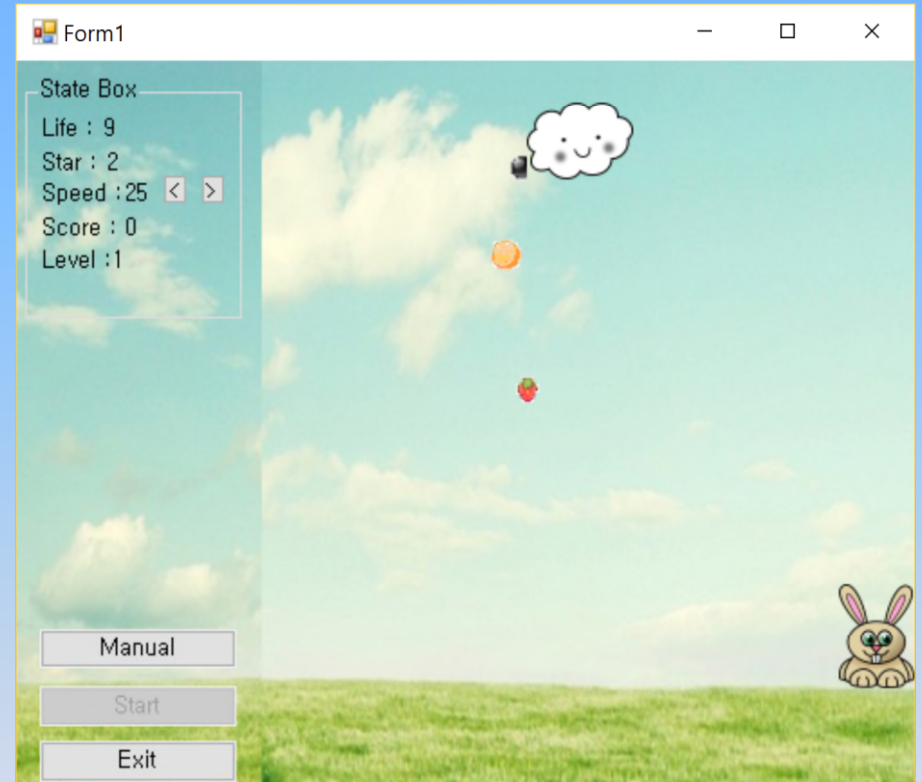 Form1
State Box
Life : 9
Star : 2
Speed :25 < >
Score : 0
Level :1
Manual
Start
Exit